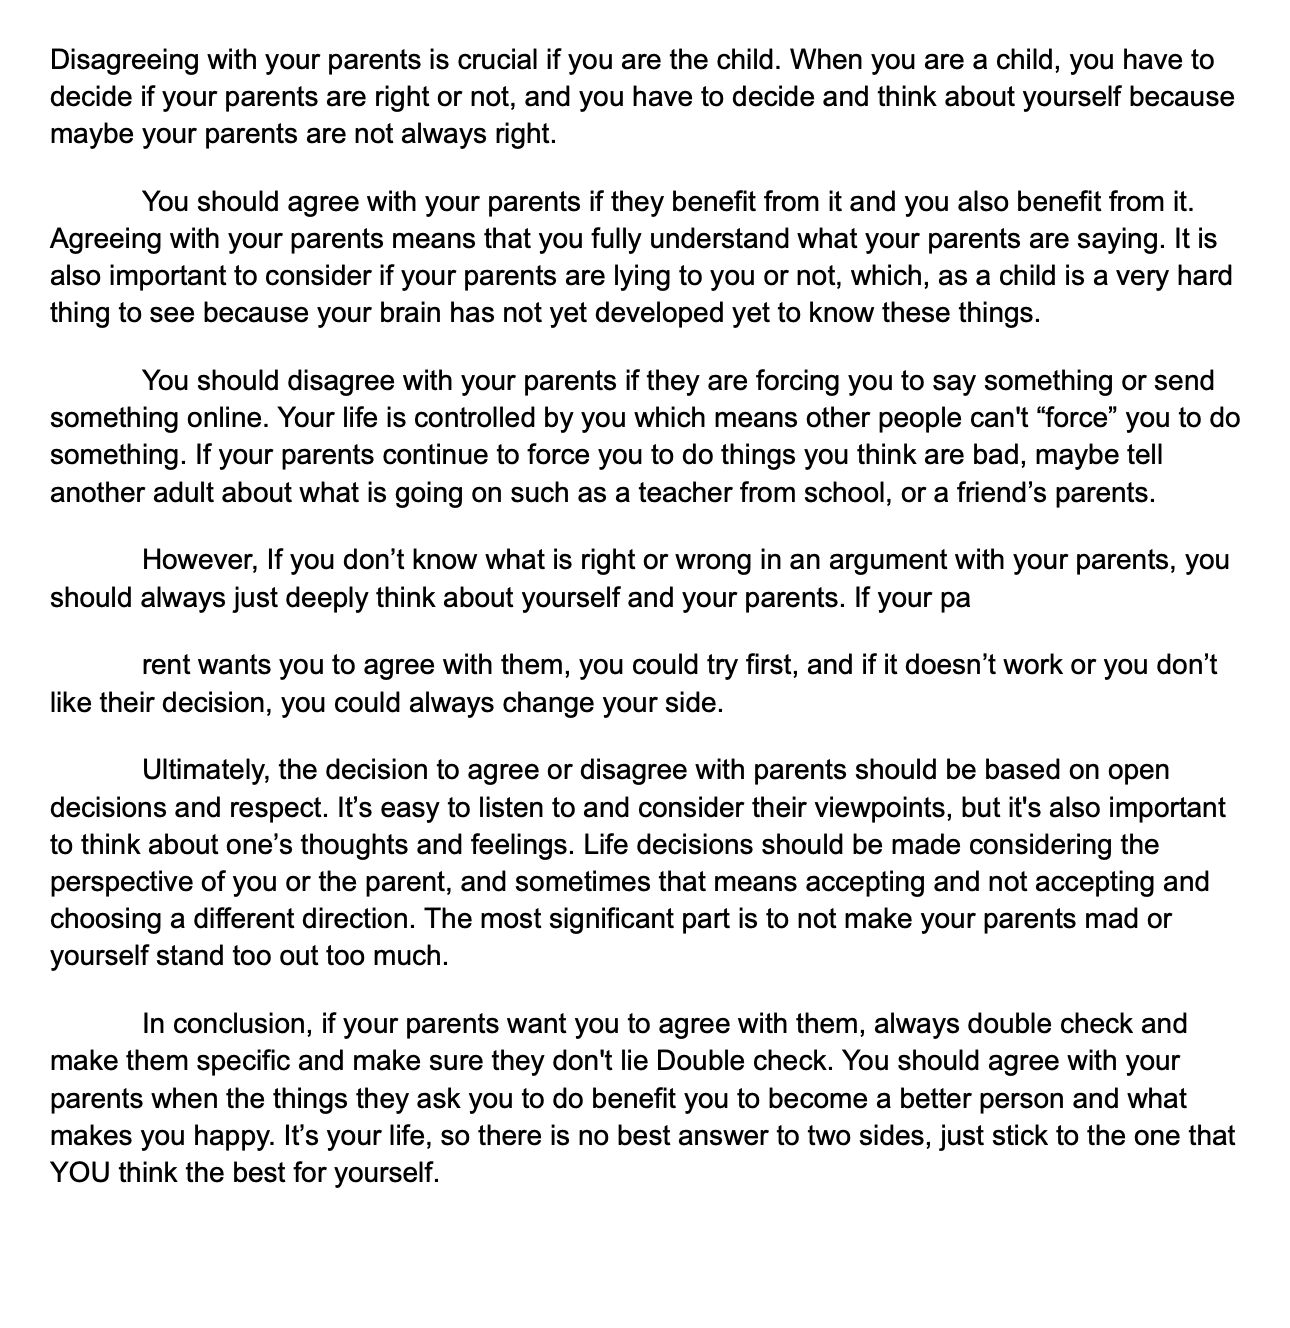 Disagreeing with your parents is crucial if you are the child. When you are a child, you have to
decide if your parents are right or not, and you have to decide and think about yourself because
maybe your parents are not always right.
You should agree with your parents if they benefit from it and you also benefit from it.
Agreeing with your parents means that you fully understand what your parents are saying. It is
also important to consider if your parents are lying to you or not, which, as a child is a very hard
thing to see because your brain has not yet developed yet to know these things.
You should disagree with your parents if they are forcing you to say something or send
something online. Your life is controlled by you which means other people can't “force” you to do
something. If your parents continue to force you to do things you think are bad, maybe tell
another adult about what is going on such as a teacher from school, or a friend’s parents.
However, If you don’t know what is right or wrong in an argument with your parents, you
should always just deeply think about yourself and your parents. If your pa
rent wants you to agree with them, you could try first, and if it doesn’t work or you don’t
like their decision, you could always change your side.
Ultimately, the decision to agree or disagree with parents should be based on open
decisions and respect. It’s easy to listen to and consider their viewpoints, but it's also important
to think about one’s thoughts and feelings. Life decisions should be made considering the
perspective of you or the parent, and sometimes that means accepting and not accepting and
choosing a different direction. The most significant part is to not make your parents mad or
yourself stand too out too much.
In conclusion, if your parents want you to agree with them, always double check and
make them specific and make sure they don't lie Double check. You should agree with your
parents when the things they ask you to do benefit you to become a better person and what
makes you happy. It’s your life, so there is no best answer to two sides, just stick to the one that
YOU think the best for yourself.